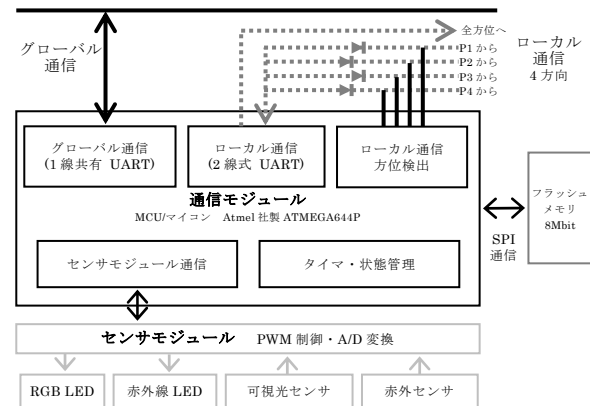 グローバル
通信
全方位へ
P1 から
P2 から
P3 から
P4 から
ローカル
通信
4 方向
グローバル通信
(1 線共有 UART)
ローカル通信
(2 線式 UART)
ローカル通信
方位検出
通信モジュール
MCU/マイコン Atmel 社製 ATMEGA644P
センサモジュール通信
タイマ・状態管理
SPI
通信
フラッシュ
メモリ
8Mbit
センサモジュール PWM 制御・A/D 変換
RGB LED
赤外線 LED
可視光センサ
赤外センサ